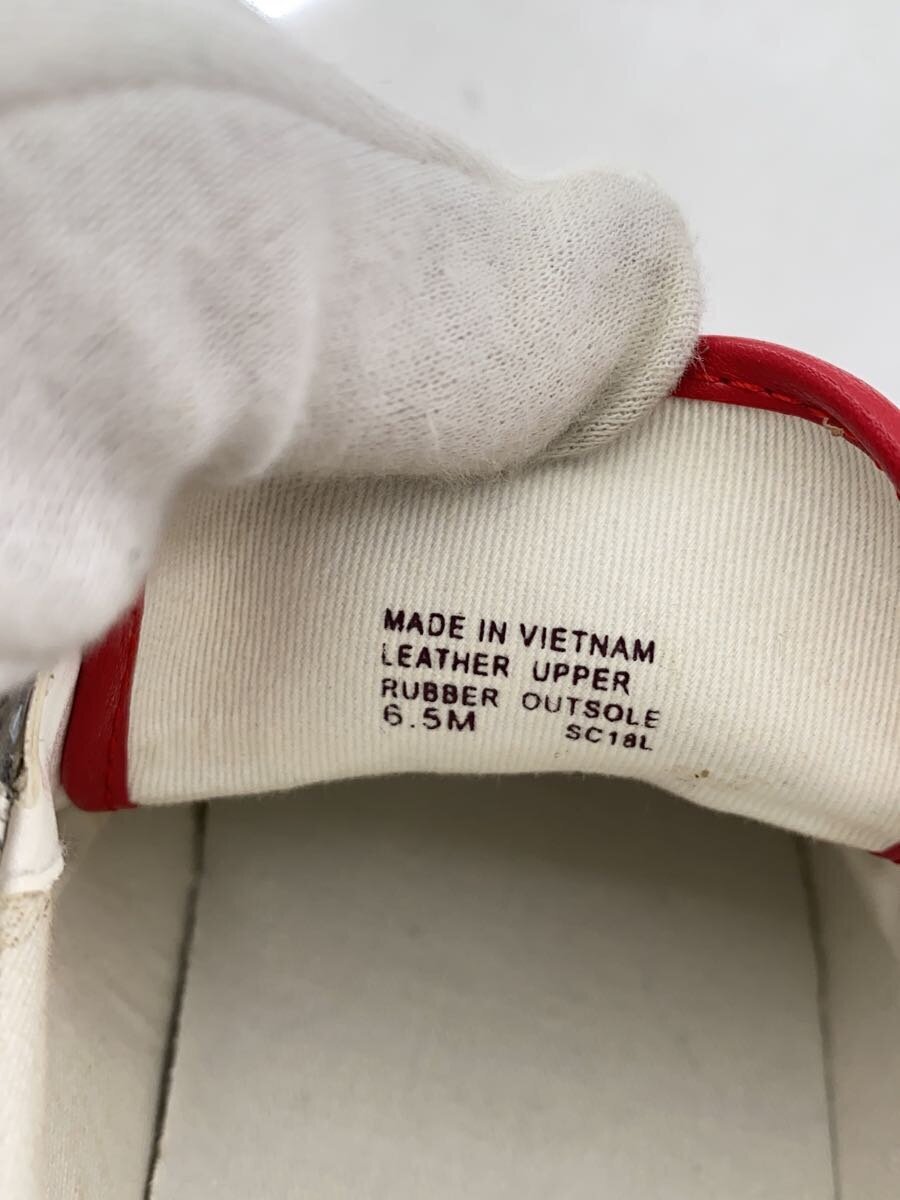 MADE IN VIETNAM
LEATHER UPPER
RUBBER OUTSOLE
6.5M SC18L